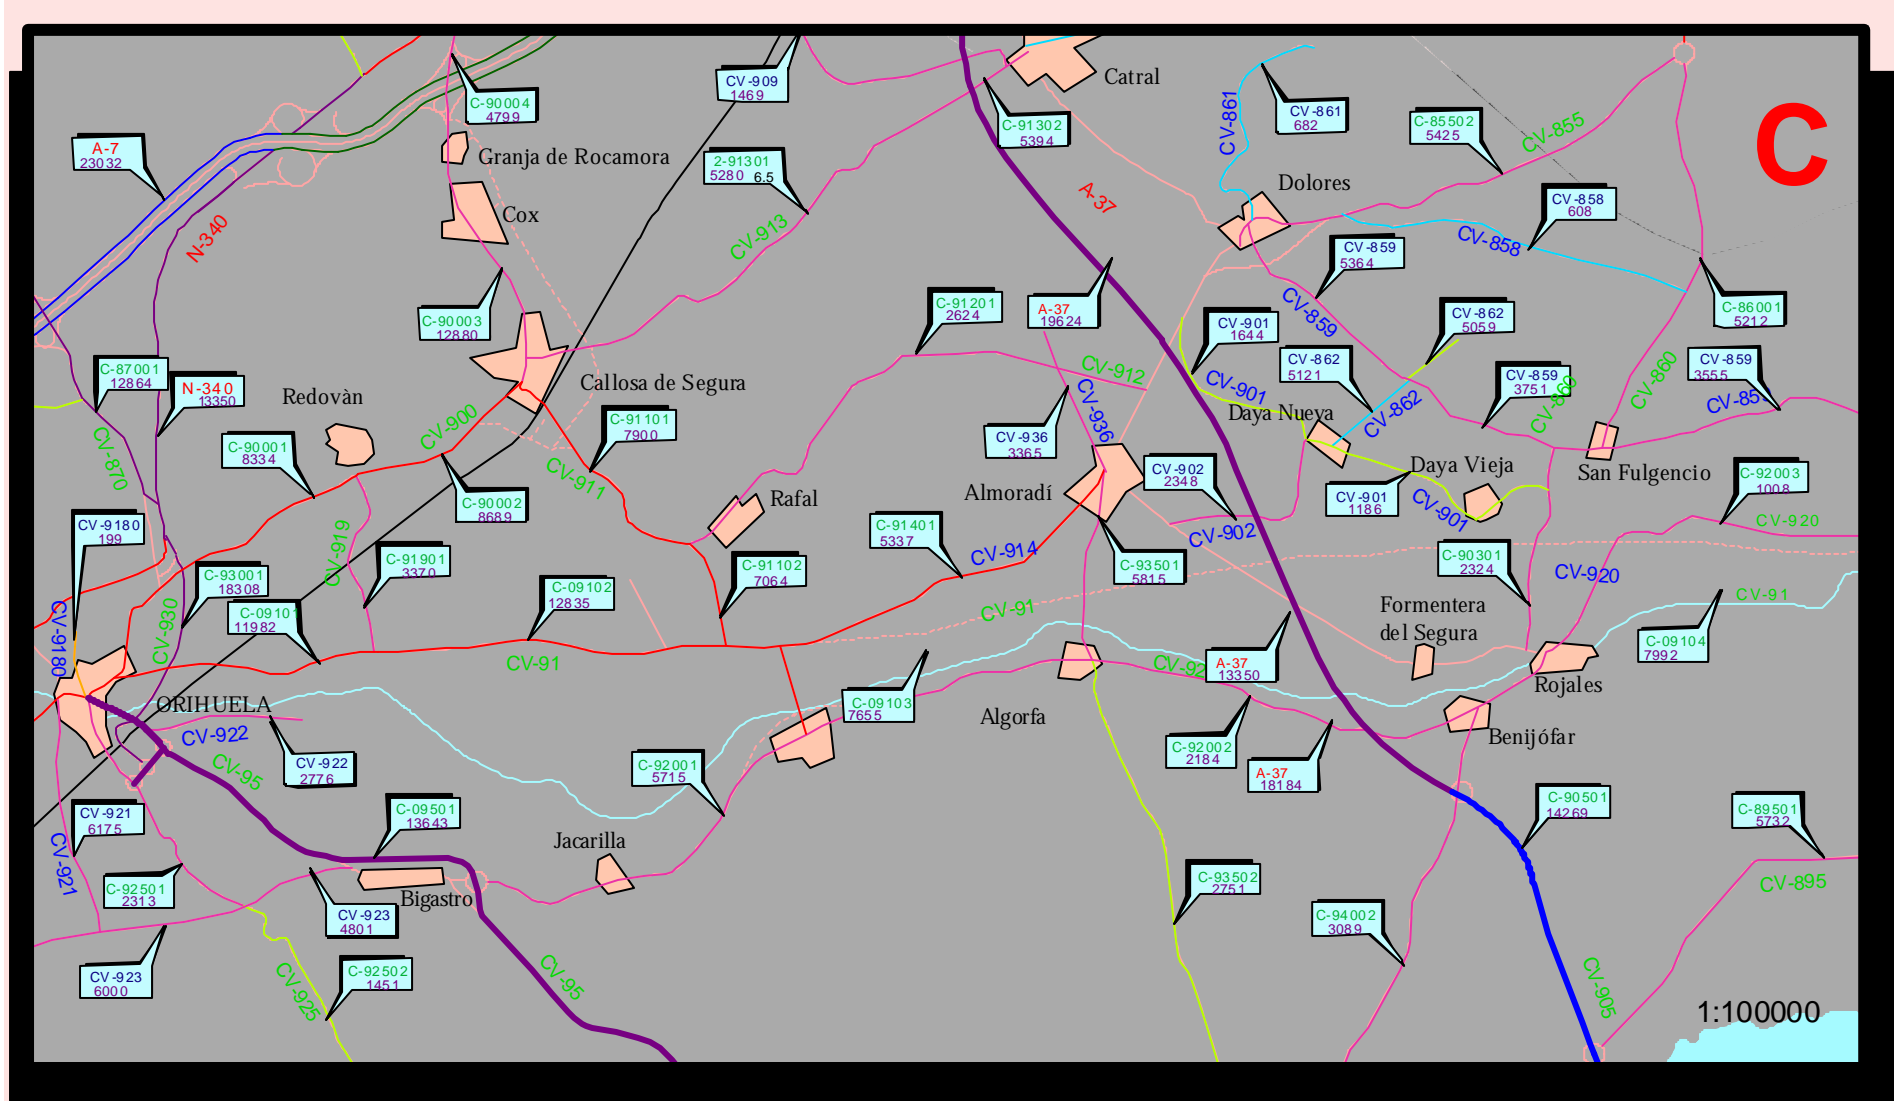 CV-909
1469
C-90004
4799
Catral
C-91302
5394
CV-861
CV-861
682
C-85502
5425
CV-855
C
A-7
23032
Granja de Rocamora
2-91301
5280 6.5
A-37
Dolores
CV-858
608
Cox
N-340
CV-913
CV-858
CV-859
5364
C-90003
12880
C-91201
2624
A-37
19624
CV-859
CV-901
1644
CV-862
5059
C-86001
5212
C-87001
12864
N-340
13350
Redovàn
Callosa de Segura
CV-912
CV-901
CV-862
5121
CV-859
3751
CV-860
CV-860
CV-859
3555
CV-900
C-91101
7900
CV-936
CV-936
3365
Daya Nueva
CV-862
C-90001
8334
CV-870
CV-911
Rafal
Almoradí
CV-902
2348
Daya Vieja
San Fulgencio
C-92003
1008
C-90002
8689
CV-901
1186
CV-901
CV-9180
199
CV-919
C-91401
5337
CV-914
CV-902
CV-920
C-93001
18308
C-91901
3370
C-91102
7064
C-93501
5815
C-90301
2324
CV-920
C-09101
11982
C-09102
12835
CV-91
CV-91
Formentera
del Segura
CV-9180
CV-930
CV-91
CV-92
A-37
13350
C-09104
7992
Rojales
ORIHUELA
C-09103
7655
Algorfa
CV-922
CV-95
CV-922
2776
C-92001
5715
C-92002
2184
A-37
18184
Benijófar
CV-921
6175
C-09501
13643
C-90501
14269
C-89501
5732
CV-921
Jacarilla
C-92501
2313
Bigastro
C-93502
2751
CV-895
CV-923
4801
C-94002
3089
CV-923
6000
CV-925
C-92502
1451
CV-95
CV-905
1:100000